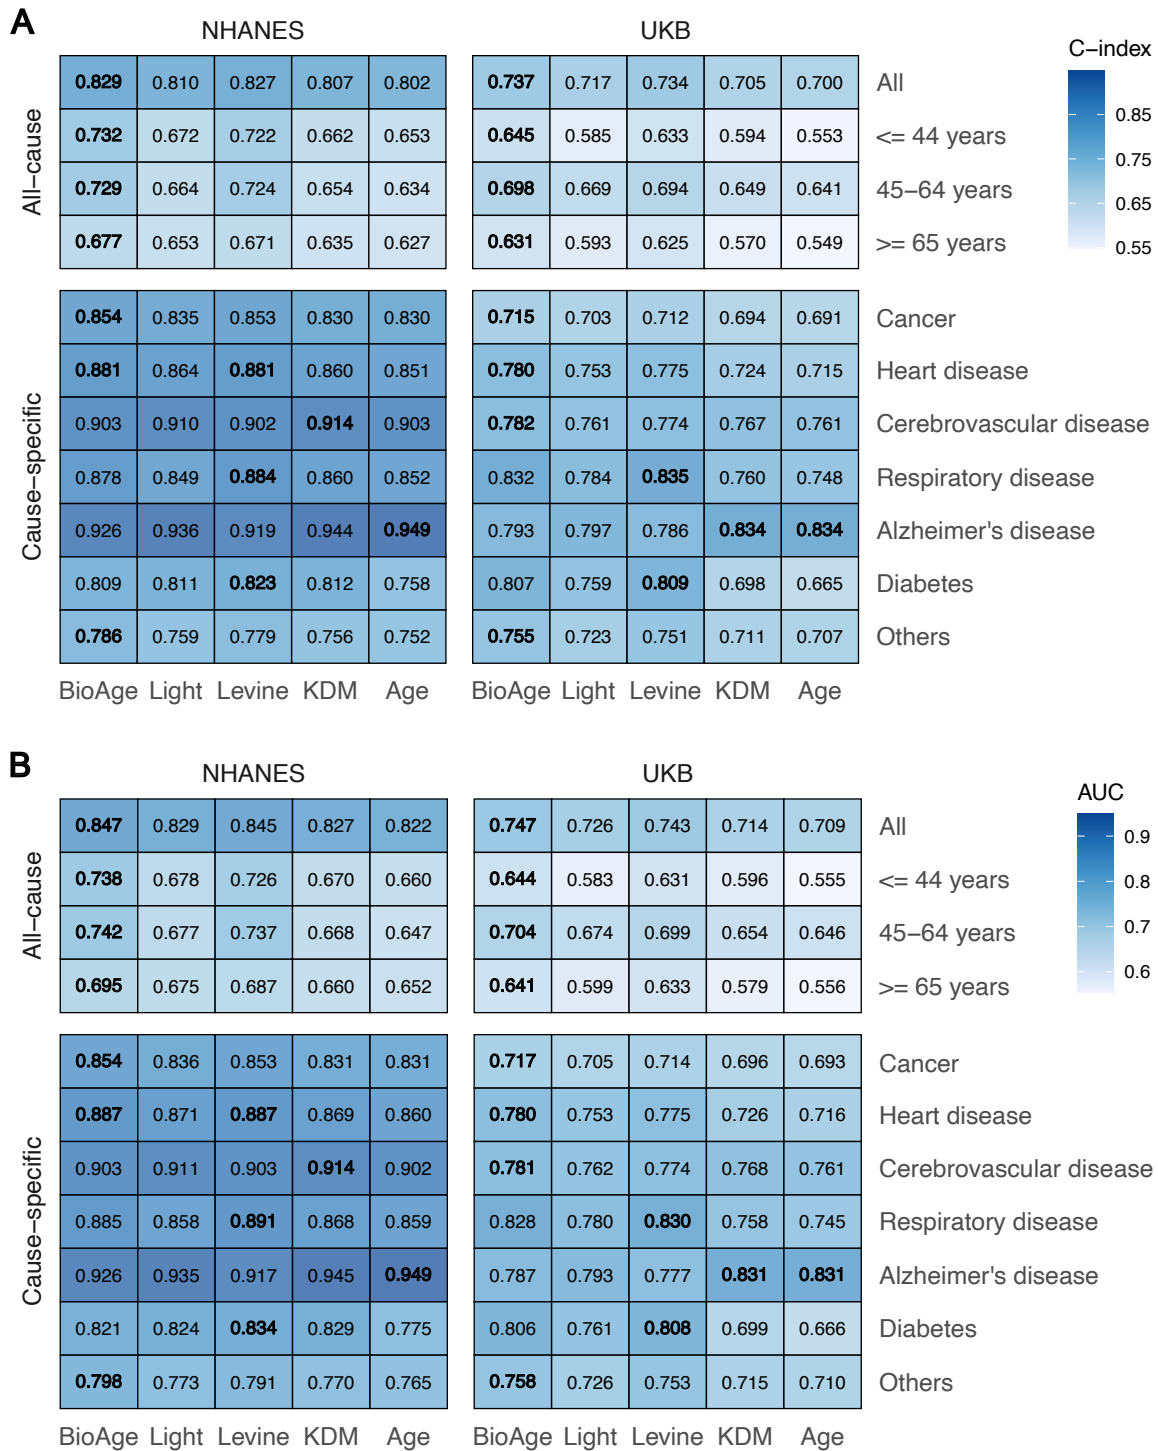 A
NHANES UKB
C−index
0.85
0.75
0.65
0.55
All−cause
0.829 0.810 0.827 0.807 0.802 0.737 0.717 0.734 0.705 0.700 All
0.732 0.672 0.722 0.662 0.653 0.645 0.585 0.633 0.594 0.553 <= 44 years
0.729 0.664 0.724 0.654 0.634 0.698 0.669 0.694 0.649 0.641 45−64 years
0.677 0.653 0.671 0.635 0.627 0.631 0.593 0.625 0.570 0.549 >= 65 years
Cause−specific
0.854 0.835 0.853 0.830 0.830 0.715 0.703 0.712 0.694 0.691 Cancer
0.881 0.864 0.881 0.860 0.851 0.780 0.753 0.775 0.724 0.715 Heart disease
0.903 0.910 0.902 0.914 0.903 0.782 0.761 0.774 0.767 0.761 Cerebrovascular disease
0.878 0.849 0.884 0.860 0.852 0.832 0.784 0.835 0.760 0.748 Respiratory disease
0.926 0.936 0.919 0.944 0.949 0.793 0.797 0.786 0.834 0.834 Alzheimer's disease
0.809 0.811 0.823 0.812 0.758 0.807 0.759 0.809 0.698 0.665 Diabetes
0.786 0.759 0.779 0.756 0.752 0.755 0.723 0.751 0.711 0.707 Others
BioAge Light Levine KDM Age BioAge Light Levine KDM Age
B
NHANES UKB
AUC
0.9
0.8
0.7
0.6
All−cause
0.847 0.829 0.845 0.827 0.822 0.747 0.726 0.743 0.714 0.709 All
0.738 0.678 0.726 0.670 0.660 0.644 0.583 0.631 0.596 0.555 <= 44 years
0.742 0.677 0.737 0.668 0.647 0.704 0.674 0.699 0.654 0.646 45−64 years
0.695 0.675 0.687 0.660 0.652 0.641 0.599 0.633 0.579 0.556 >= 65 years
Cause−specific
0.854 0.836 0.853 0.831 0.831 0.717 0.705 0.714 0.696 0.693 Cancer
0.887 0.871 0.887 0.869 0.860 0.780 0.753 0.775 0.726 0.716 Heart disease
0.903 0.911 0.903 0.914 0.902 0.781 0.762 0.774 0.768 0.761 Cerebrovascular disease
0.885 0.858 0.891 0.868 0.859 0.828 0.780 0.830 0.758 0.745 Respiratory disease
0.926 0.935 0.917 0.945 0.949 0.787 0.793 0.777 0.831 0.831 Alzheimer's disease
0.821 0.824 0.834 0.829 0.775 0.806 0.761 0.808 0.699 0.666 Diabetes
0.798 0.773 0.791 0.770 0.765 0.758 0.726 0.753 0.715 0.710 Others
BioAge Light Levine KDM Age BioAge Light Levine KDM Age